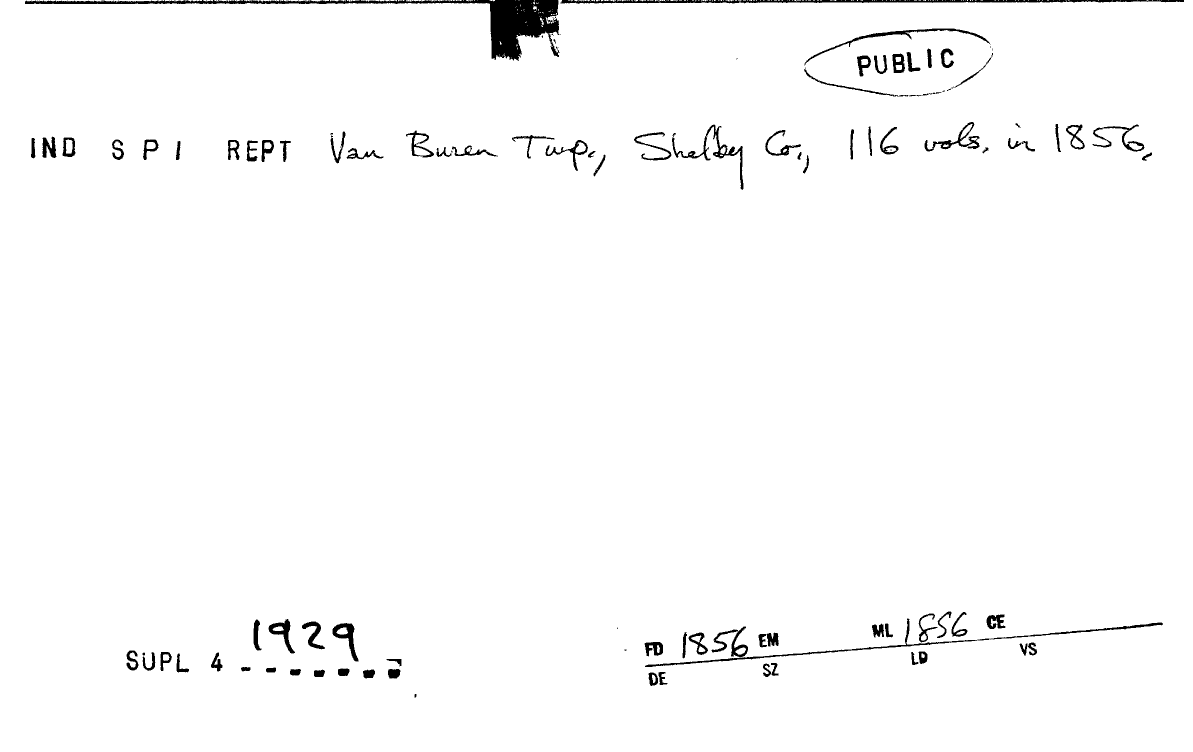 PUBLIC
IND S P I REPT Van Buren Twp., Shelby Co., 116 vols. in 1856.
1929
SUPL 4 - - - - - - -
FD 1856 EM ML 1856 CE
DE SZ LD VS